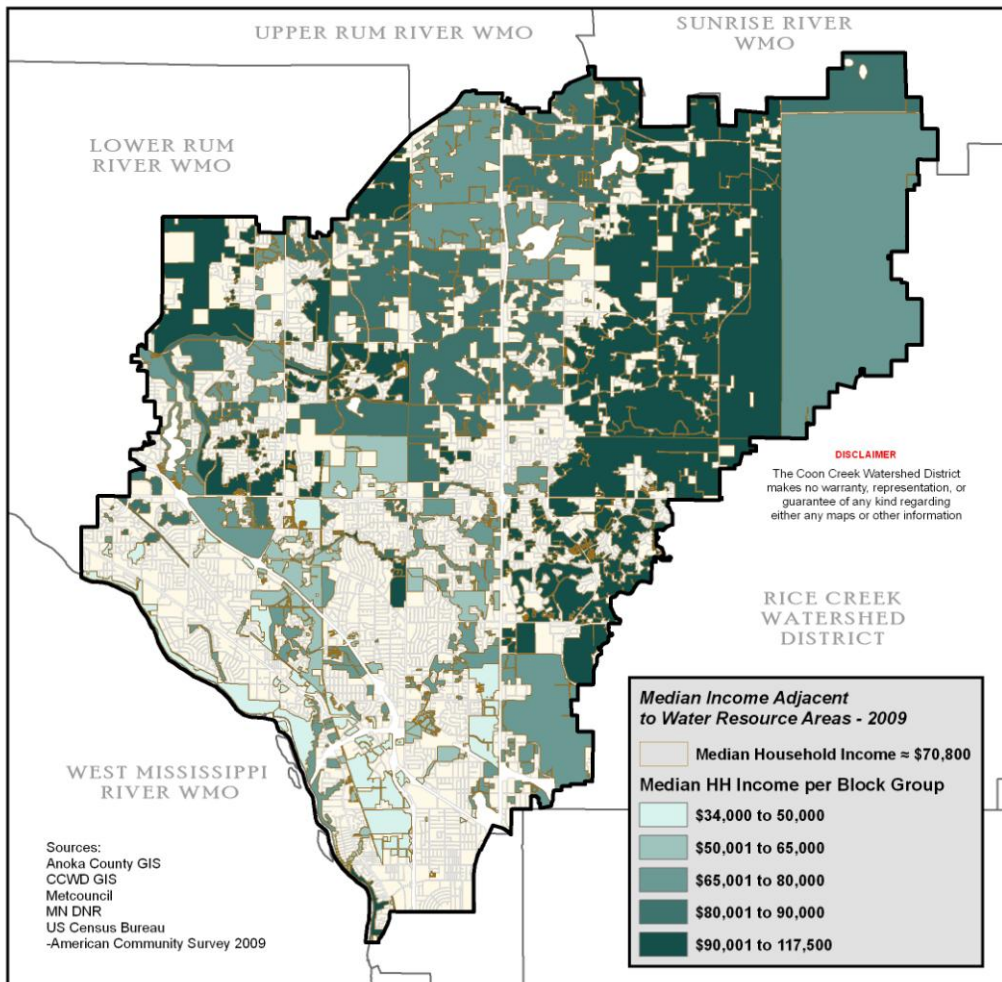 UPPER RUM RIVER WMO
SUNRISE RIVER
WMO
LOWER RUM
RIVER WMO
DISCLAIMER
The Coon Creek Watershed District
makes no warranty, representation, or
guarantee of any kind regarding
either any maps or other information
RICE CREEK
WATERSHED
DISTRICT
WEST MISSISSIPPI
RIVER WMO
Sources:
Anoka County GIS
CCWD GIS
Metcouncil
MN DNR
US Census Bureau
-American Community Survey 2009
Median Income Adjacent
to Water Resource Areas - 2009
Median Household Income ≈ $70,800
Median HH Income per Block Group
$34,000 to 50,000
$50,001 to 65,000
$65,001 to 80,000
$80,001 to 90,000
$90,001 to 117,500